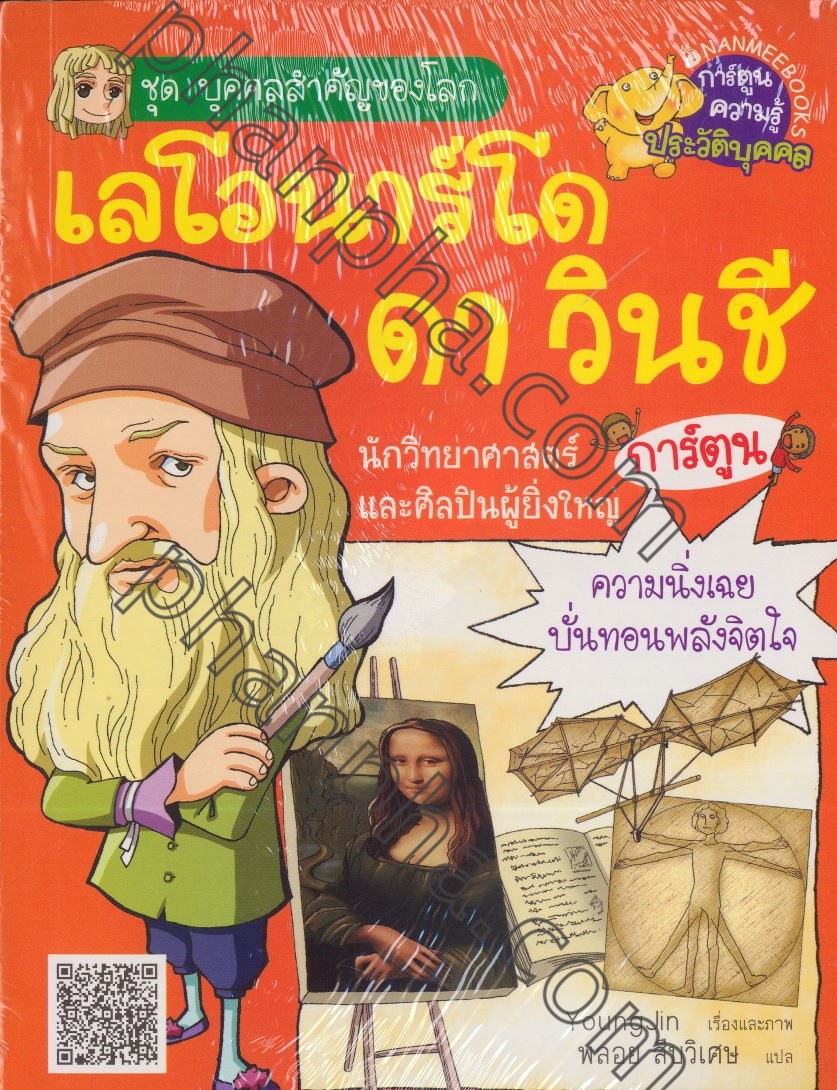 ชุด บุคคลสำคัญของโลก
NANMEEBOOKS
การ์ตูน
ความรู้
ประวัติบุคคล
เลโอนาร์โด
ดา วินชี
นักวิทยาศาสตร์
และศิลปินผู้ยิ่งใหญ่
การ์ตูน
ความนิ่งเฉย
บั่นทอนพลังจิตใจ
YoungJin เรื่องและภาพ
พลอย สืบวิเศษ แปล
phanpha.com
phanpha.com